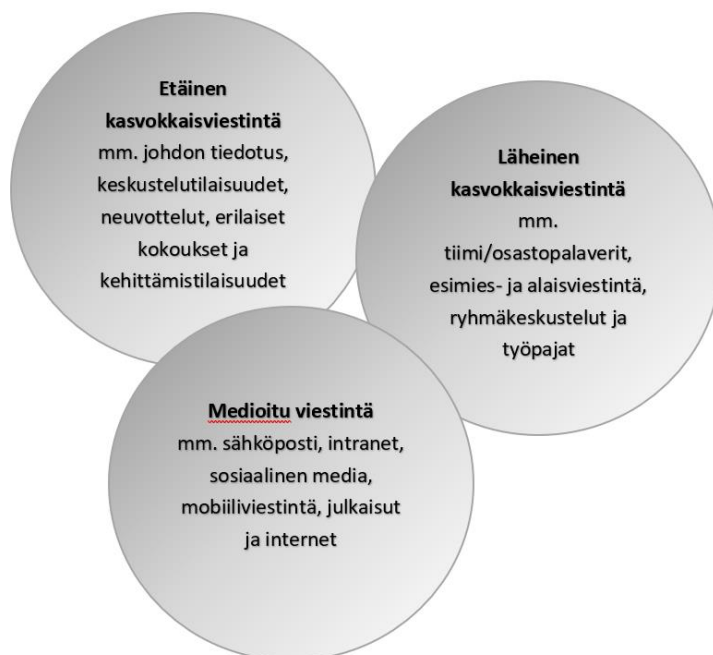 Etäinen
kasvokkaisviestintä
mm. johdon tiedotus,
keskustelutilaisuudet,
neuvottelut, erilaiset
kokoukset ja
kehittämistilaisuudet
Läheinen
kasvokkaisviestintä
mm.
tiimi/osastopalaverit,
esimies- ja alaisviestintä,
ryhmäkeskustelut ja
työpajat
Medioitu viestintä
mm. sähköposti, intranet,
sosiaalinen media,
mobiiliviestintä, julkaisut
ja internet